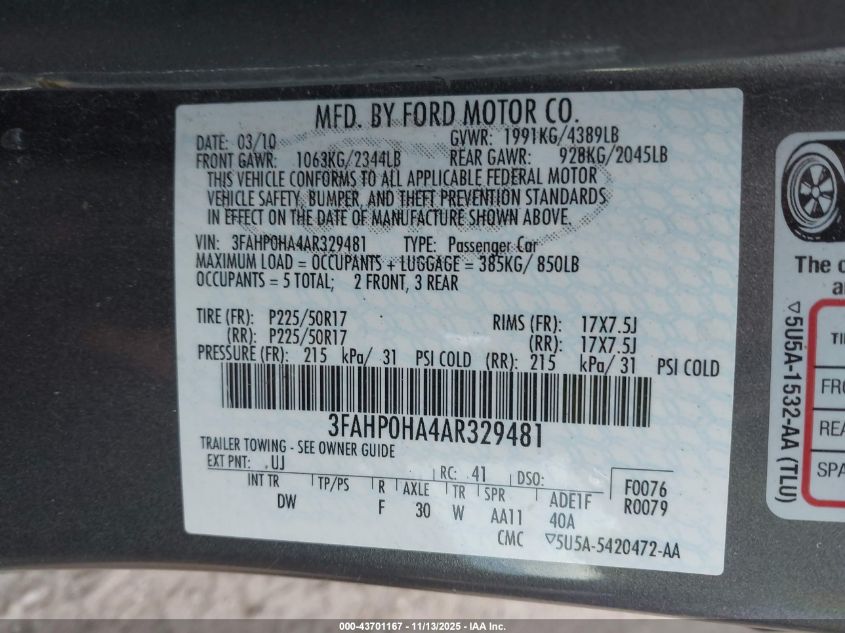 MFD. BY FORD MOTOR CO.
DATE: 03/10 GVWR: 1991KG/4389LB
FRONT GAWR: 1063KG/2344LB REAR GAWR: 928KG/2045LB
THIS VEHICLE CONFORMS TO ALL APPLICABLE FEDERAL MOTOR
VEHICLE SAFETY, BUMPER, AND THEFT PREVENTION STANDARDS
IN EFFECT ON THE DATE OF MANUFACTURE SHOWN ABOVE.
VIN: 3FAHP0HA4AR329481 TYPE: Passenger Car
MAXIMUM LOAD = OCCUPANTS + LUGGAGE = 385KG/ 850LB
OCCUPANTS = 5 TOTAL; 2 FRONT, 3 REAR
TIRE (FR): P225/50R17 RIMS (FR): 17X7.5J
(RR): P225/50R17 (RR): 17X7.5J
PRESSURE (FR): 215 kPa/ 31 PSI COLD (RR): 215 kPa/ 31 PSI COLD
3FAHP0HA4AR329481
TRAILER TOWING - SEE OWNER GUIDE
EXT PNT: UJ RC: 41 DSO: F0076
INT TR TP/PS R AXLE TR SPR ADE1F R0079
DW F 30 W AA11 40A
CMC ▽5U5A-5420472-AA
The c
a
▽5U5A-1532-AA (TLU)
TI
FRO
REA
SPA
000-43701167 - 11/13/2025 - IAA Inc.